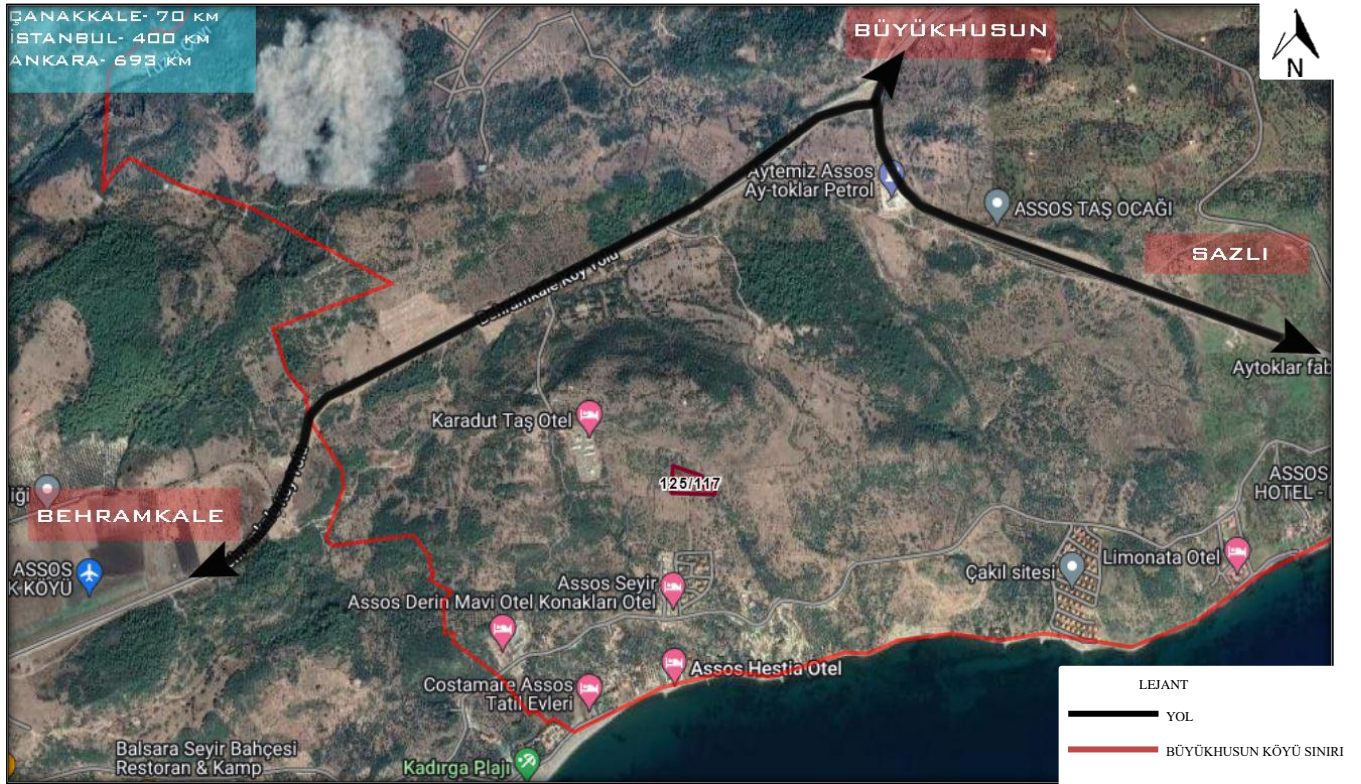 ÇANAKKALE- 70 KM
İSTANBUL- 400 KM
ANKARA- 693 KM
BÜYÜKHUSUN
N
Aytemiz Assos
Ay-toklar Petrol
ASSOS TAŞ OCAĞI
SAZLI
Behramkale Köy Yolu
Aytoklar fab
Karadut Taş Otel
125/117
ASSOS
HOTEL -
iği
BEHRAMKALE
ASSOS
K KÖYÜ
Çakıl sitesi
Limonata Otel
Assos Seyir
Assos Derin Mavi Otel Konakları Otel
Assos Hestia Otel
Costamare Assos
Tatil Evleri
Balsara Seyir Bahçesi
Restoran & Kamp
Kadırga Plajı
LEJANT
YOL
BÜYÜKHUSUN KÖYÜ SINIRI